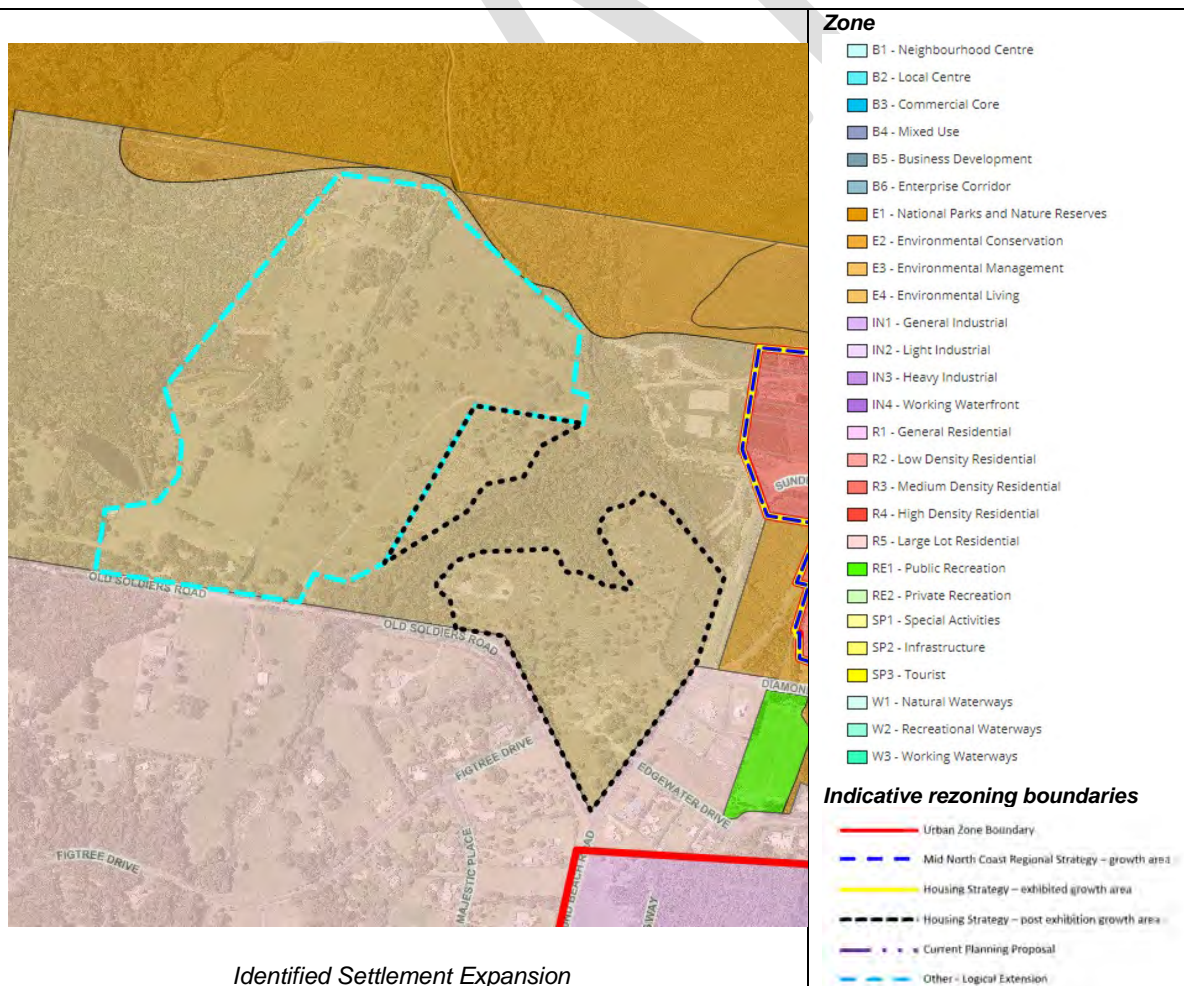 Zone
B1 - Neighbourhood Centre
B2 - Local Centre
B3 - Commercial Core
B4 - Mixed Use
B5 - Business Development
B6 - Enterprise Corridor
E1 - National Parks and Nature Reserves
E2 - Environmental Conservation
E3 - Environmental Management
E4 - Environmental Living
IN1 - General Industrial
IN2 - Light Industrial
IN3 - Heavy Industrial
IN4 - Working Waterfront
R1 - General Residential
R2 - Low Density Residential
R3 - Medium Density Residential
R4 - High Density Residential
R5 - Large Lot Residential
RE1 - Public Recreation
RE2 - Private Recreation
SP1 - Special Activities
SP2 - Infrastructure
SP3 - Tourist
W1 - Natural Waterways
W2 - Recreational Waterways
W3 - Working Waterways
Indicative rezoning boundaries
Urban Zone Boundary
Mid North Coast Regional Strategy – growth area
Housing Strategy – exhibited growth area
Housing Strategy – post exhibition growth area
Current Planning Proposal
Other - Logical Extension
SUND
OLD SOLDIERS ROAD
OLD SOLDIERS ROAD
DIAMON
FIGTREE DRIVE
EDGEWATER DRIVE
FIGTREE DRIVE
MAJESTIC PLACE
ND BEACH ROAD
SWAY
Identified Settlement Expansion